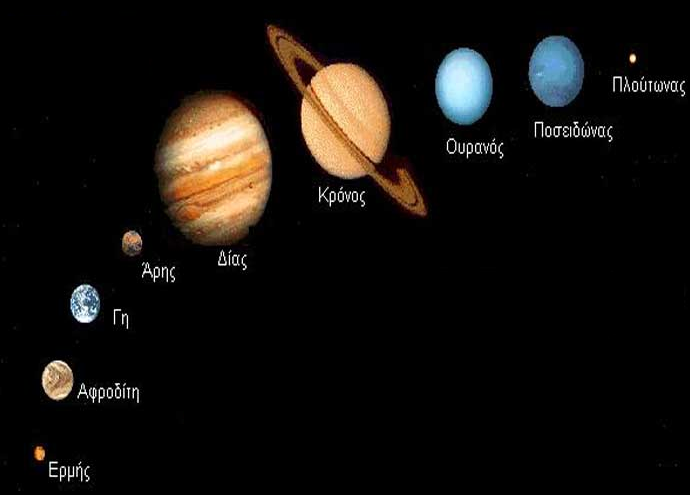 Πλούτωνας
Ποσειδώνας
Ουρανός
Κρόνος
Δίας
Άρης
Γη
Αφροδίτη
Ερμής